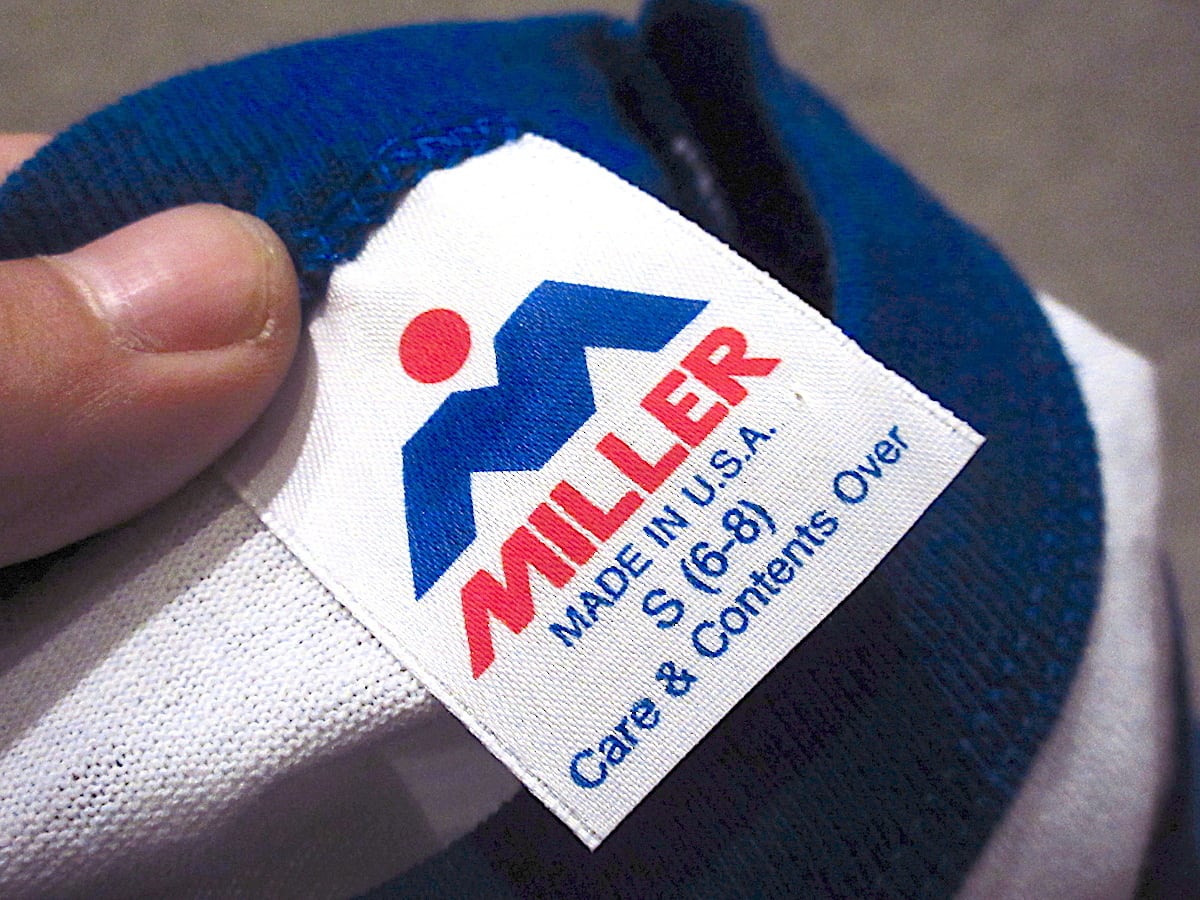 MILLER
MADE IN U.S.A.
S (6-8)
Care & Contents Over